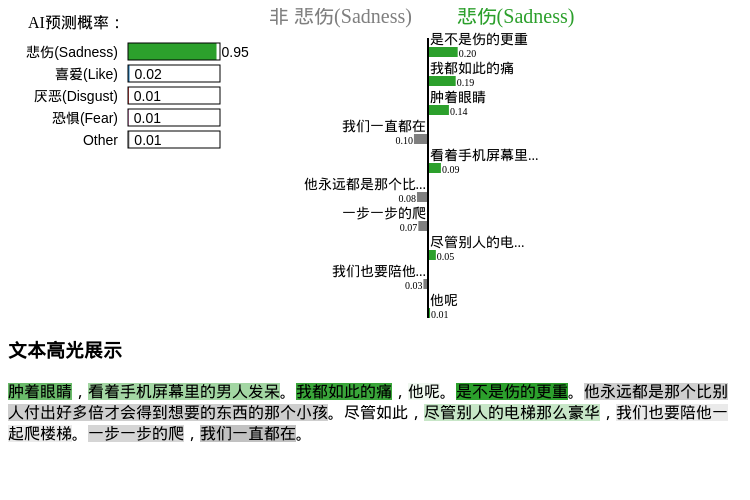 AI预测概率：
悲伤(Sadness) 0.95
喜爱(Like) 0.02
厌恶(Disgust) 0.01
恐惧(Fear) 0.01
Other 0.01
非 悲伤(Sadness) 悲伤(Sadness)
是不是伤的更重
0.20
我都如此的痛
0.19
肿着眼睛
0.14
我们一直都在
0.10
看着手机屏幕里...
0.09
他永远都是那个比...
0.08
一步一步的爬
0.07
尽管别人的电...
0.05
我们也要陪他...
0.03
他呢
0.01
文本高光展示
肿着眼睛，看着手机屏幕里的男人发呆。我都如此的痛，他呢。是不是伤的更重。他永远都是那个比别
人付出好多倍才会得到想要的东西的那个小孩。尽管如此，尽管别人的电梯那么豪华，我们也要陪他一
起爬楼梯。一步一步的爬，我们一直都在。